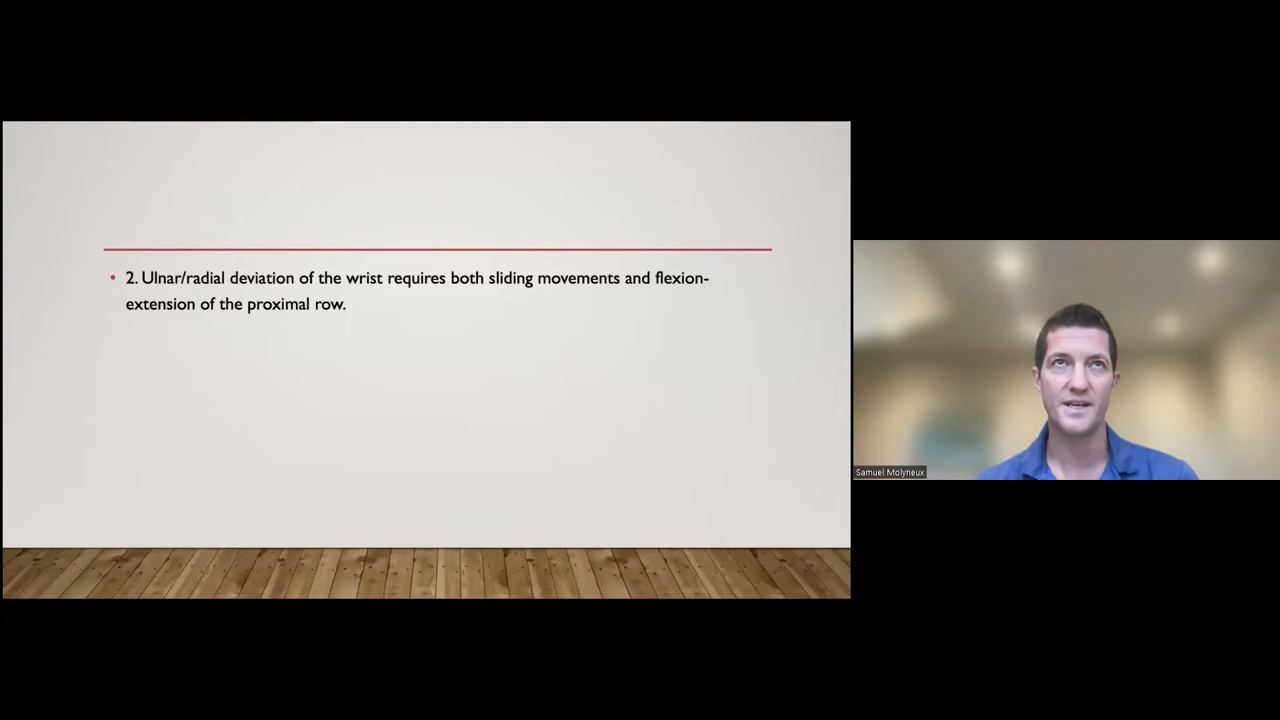 • 2. Ulnar/radial deviation of the wrist requires both sliding movements and flexion-
extension of the proximal row.
Samuel Molyneux